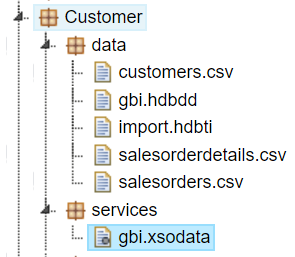 Customer
data
customers.csv
gbi.hdbdd
import.hdbti
salesorderdetails.csv
salesorders.csv
services
gbi.xsodata